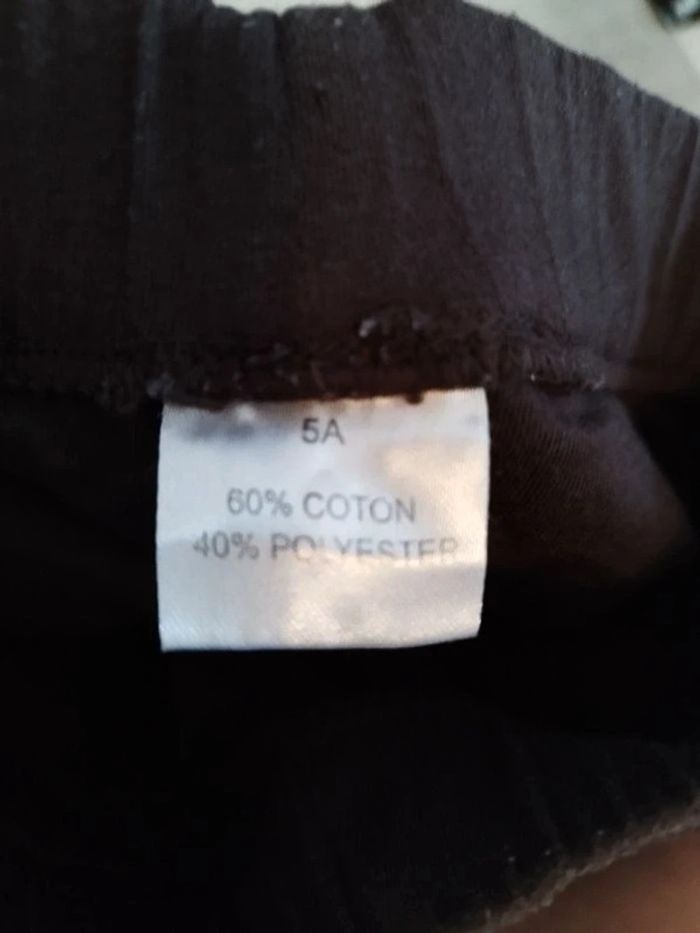 5A
60% COTON
40% POLYESTER